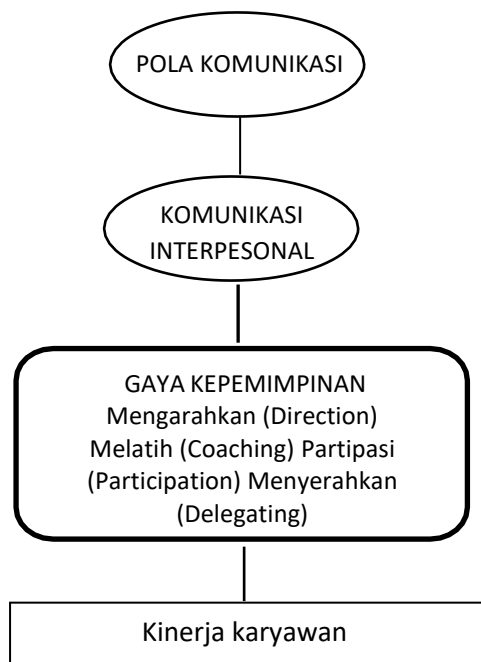 POLA KOMUNIKASI
KOMUNIKASI
INTERPESONAL
GAYA KEPEMIMPINAN
Mengarahkan (Direction)
Melatih (Coaching) Partipasi
(Participation) Menyerahkan
(Delegating)
Kinerja karyawan